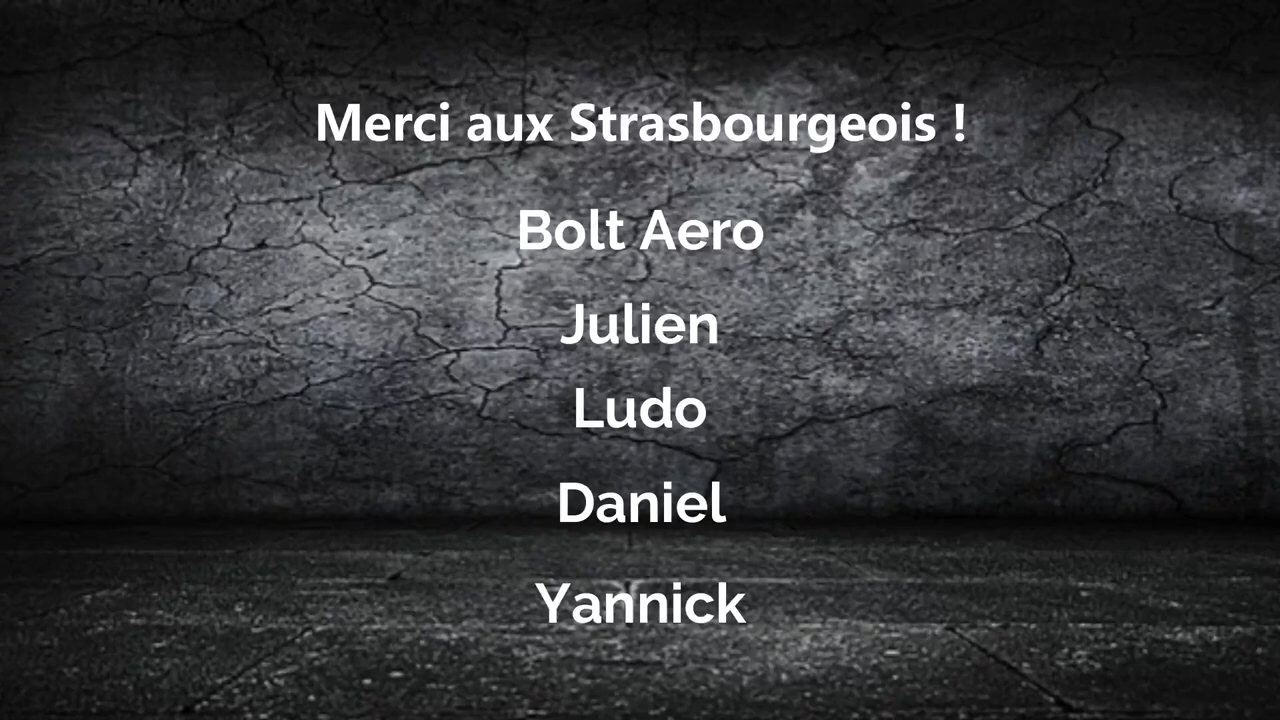 Merci aux Strasbourgeois !
Bolt Aero
Julien
Ludo
Daniel
Yannick